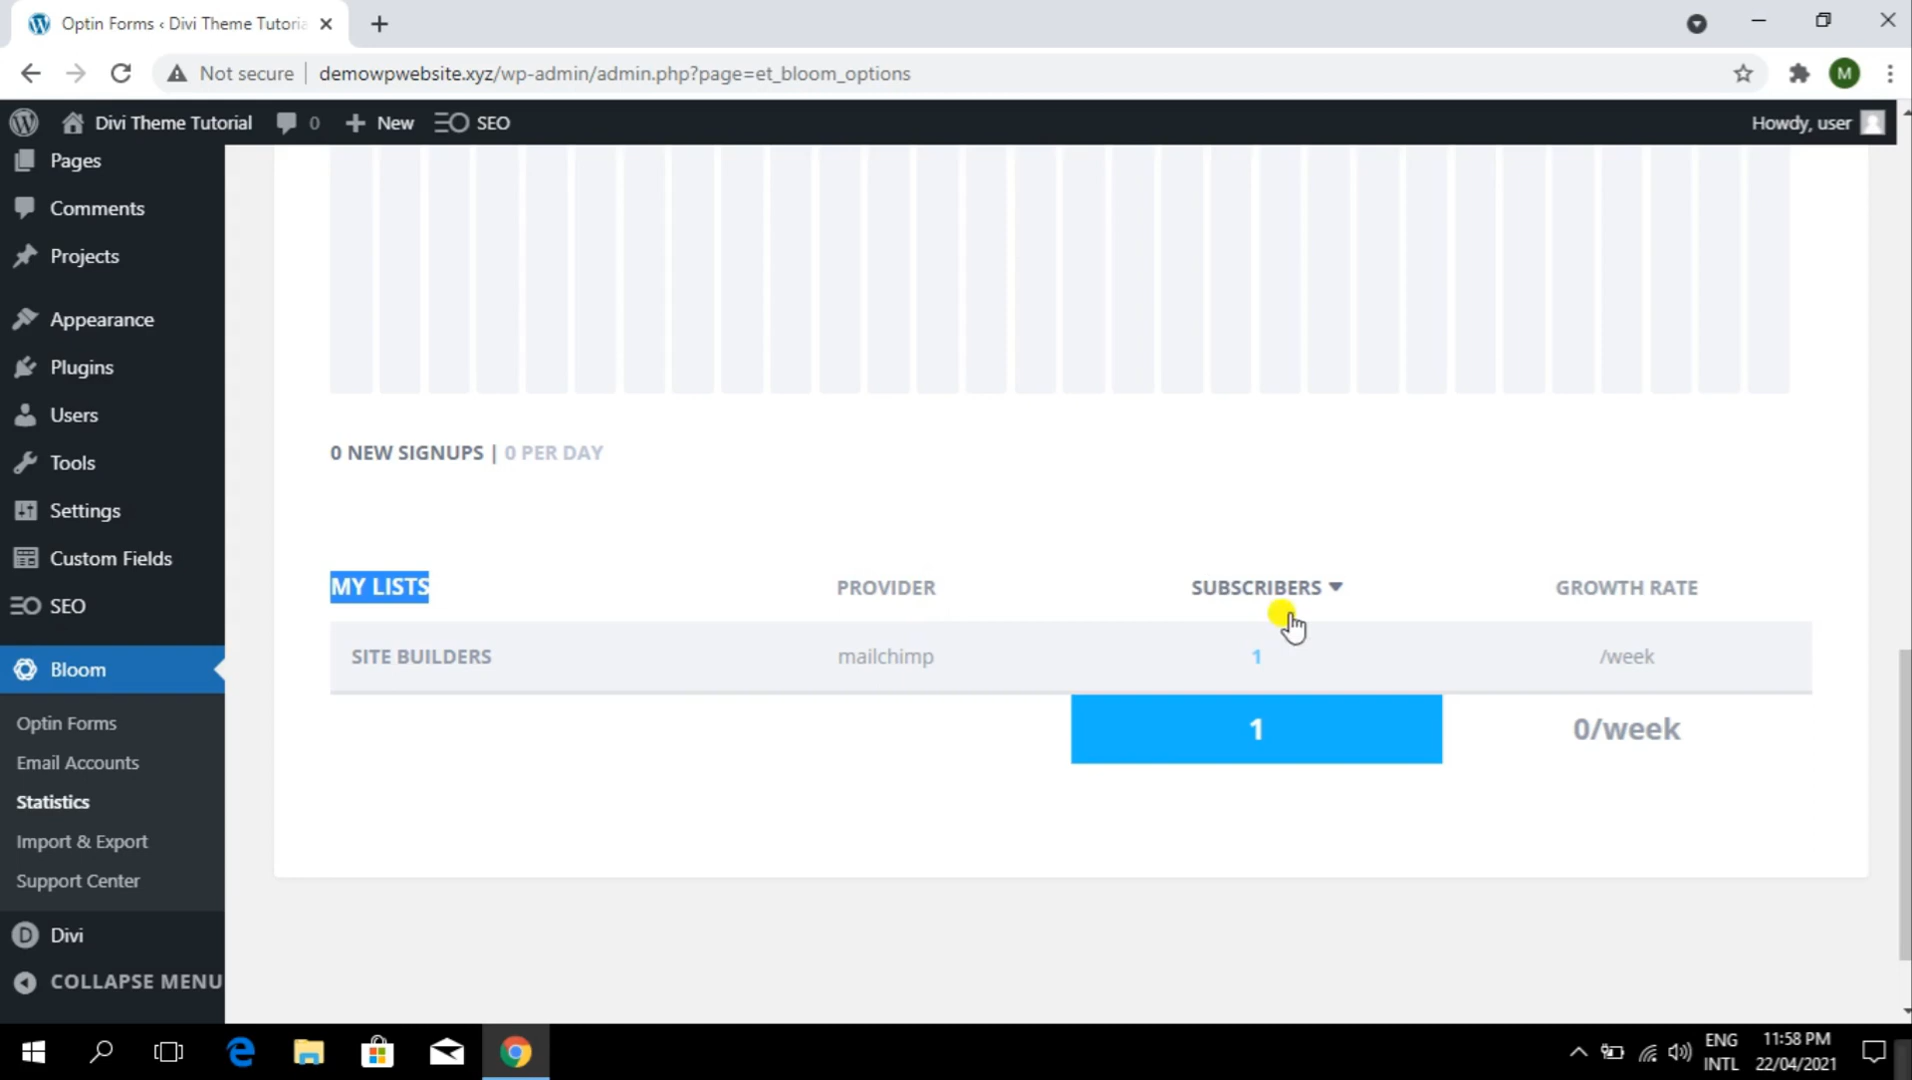 Optin Forms ‹ Divi Theme Tutoria
Not secure
demowpwebsite.xyz/wp-admin/admin.php?page=et_bloom_options
M
Divi Theme Tutorial
0
New
SEO
Howdy, user
Pages
Comments
Projects
Appearance
Plugins
Users
Tools
Settings
Custom Fields
SEO
Bloom
Optin Forms
Email Accounts
Statistics
Import & Export
Support Center
Divi
COLLAPSE MENU
0 NEW SIGNUPS | 0 PER DAY
MY LISTS PROVIDER SUBSCRIBERS GROWTH RATE
SITE BUILDERS mailchimp 1 /week
1 0/week
ENG
INTL
11:58 PM
22/04/2021